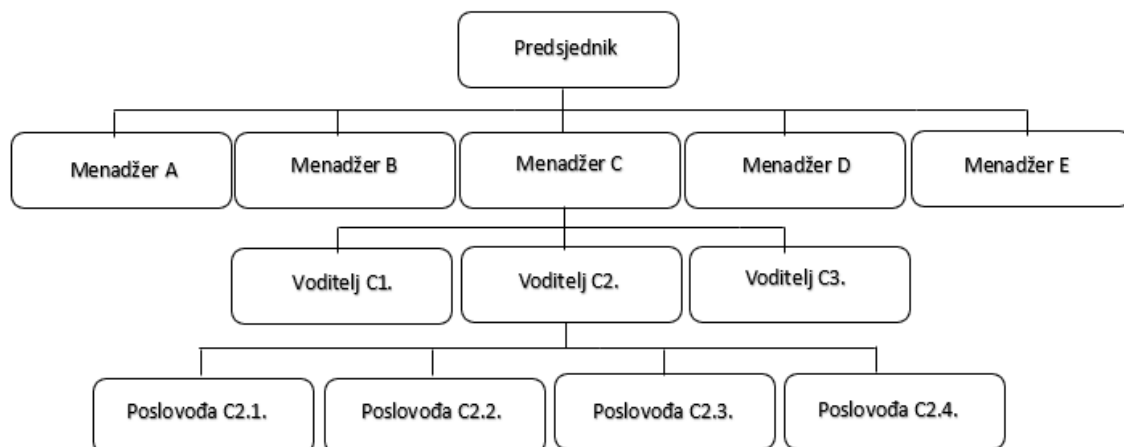 Predsjednik
Menadžer A
Menadžer B
Menadžer C
Menadžer D
Menadžer E
Voditelj C1.
Voditelj C2.
Voditelj C3.
Poslovođa C2.1.
Poslovođa C2.2.
Poslovođa C2.3.
Poslovođa C2.4.